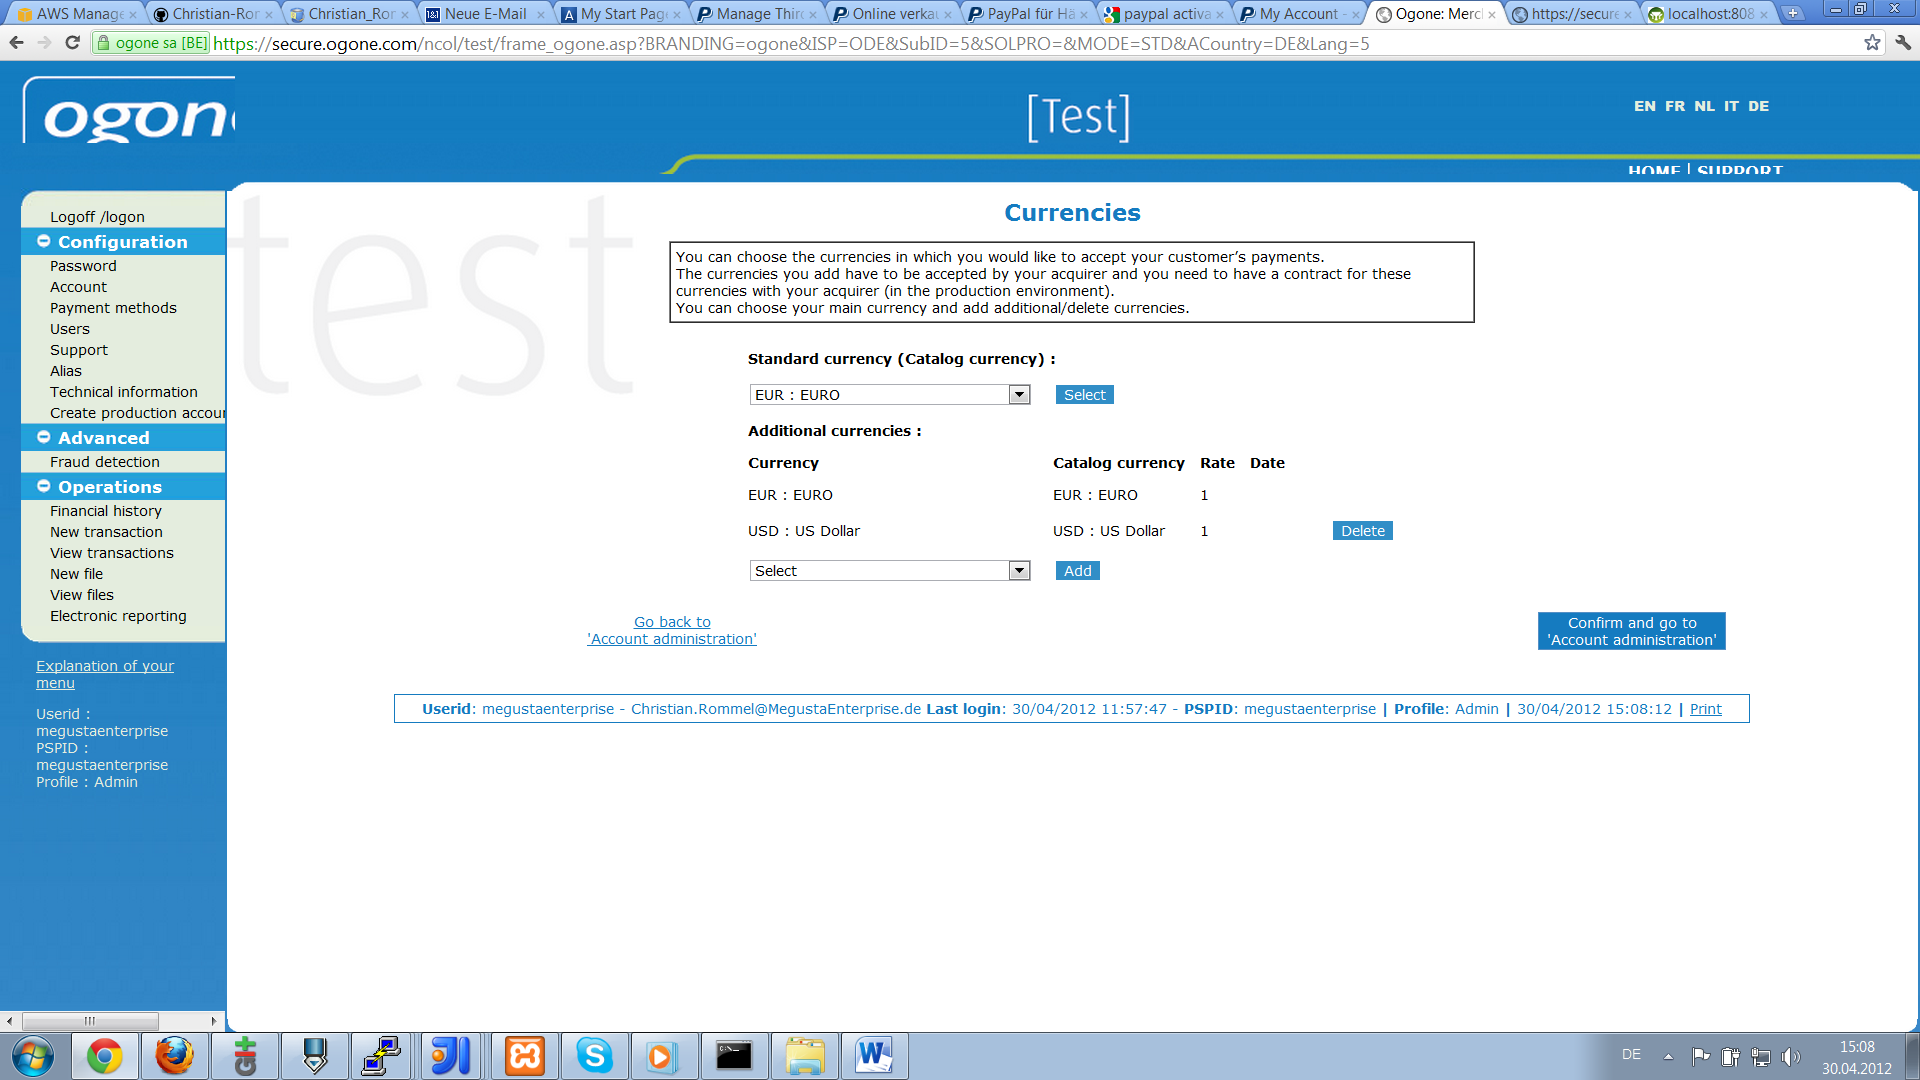 AWS Manage
Christian-Ror
Christian_Ror
Neue E-Mail
My Start Page
Manage Third
Online verkau
PayPal für Hä
paypal activa
My Account -
Ogone: Merch
https://secure
localhost:808
ogone sa [BE]
https://secure.ogone.com/ncol/test/frame_ogone.asp?BRANDING=ogone&ISP=ODE&SubID=5&SOLPRO=&MODE=STD&ACountry=DE&Lang=5
ogone
[Test]
EN FR NL IT DE
HOME | SUPPORT
test
Logoff /logon
Configuration
Password
Account
Payment methods
Users
Support
Alias
Technical information
Create production accou
Advanced
Fraud detection
Operations
Financial history
New transaction
View transactions
New file
View files
Electronic reporting
Explanation of your
menu
Userid :
megustaenterprise
PSPID :
megustaenterprise
Profile : Admin
Currencies
You can choose the currencies in which you would like to accept your customer’s payments.
The currencies you add have to be accepted by your acquirer and you need to have a contract for these
currencies with your acquirer (in the production environment).
You can choose your main currency and add additional/delete currencies.
Standard currency (Catalog currency) :
EUR : EURO Select
Additional currencies :
Currency Catalog currency Rate Date
EUR : EURO EUR : EURO 1
USD : US Dollar USD : US Dollar 1 Delete
Select Add
Go back to
'Account administration'
Confirm and go to
'Account administration'
Userid: megustaenterprise - Christian.Rommel@MegustaEnterprise.de Last login: 30/04/2012 11:57:47 - PSPID: megustaenterprise | Profile: Admin | 30/04/2012 15:08:12 | Print
DE
15:08
30.04.2012